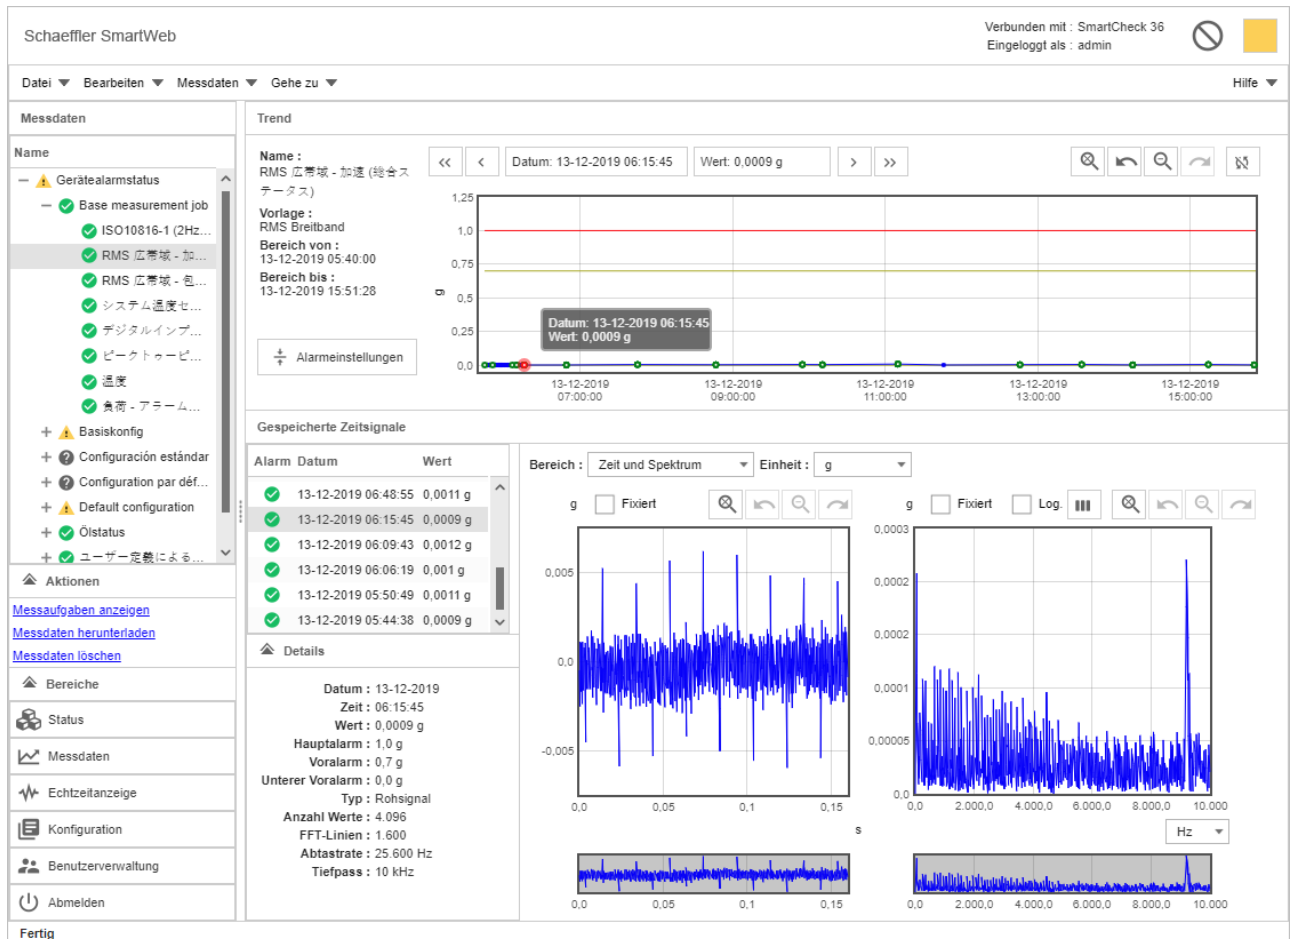 Schaeffler SmartWeb
Verbunden mit : SmartCheck 36
Eingeloggt als : admin
Datei Bearbeiten Messdaten Gehe zu Hilfe
Messdaten
Name
Gerätealarmstatus
Base measurement job
ISO10816-1 (2Hz...
RMS 広帯域 - 加...
RMS 広帯域 - 包...
システム温度セ...
デジタルインプ...
ピークトゥーピ...
温度
負荷 - アラーム...
Basiskonfig
Configuración estándar
Configuration par déf...
Default configuration
Ölstatus
ユーザー定義による...
Aktionen
Messaufgaben anzeigen
Messdaten herunterladen
Messdaten löschen
Bereiche
Status
Messdaten
Echtzeitanzeige
Konfiguration
Benutzerverwaltung
Abmelden
Fertig
Trend
Name :
RMS 広帯域 - 加速 (総合ス
テータス)
Vorlage :
RMS Breitband
Bereich von :
13-12-2019 05:40:00
Bereich bis :
13-12-2019 15:51:28
Alarmeinstellungen
<< < Datum: 13-12-2019 06:15:45 Wert: 0,0009 g > >>
1,25
1,0
0,75
0,5
0,25
0,0
g
Datum: 13-12-2019 06:15:45
Wert: 0,0009 g
13-12-2019 13-12-2019 13-12-2019 13-12-2019 13-12-2019
07:00:00 09:00:00 11:00:00 13:00:00 15:00:00
Gespeicherte Zeitsignale
Alarm Datum Wert
13-12-2019 06:48:55 0,0011 g
13-12-2019 06:15:45 0,0009 g
13-12-2019 06:09:43 0,0012 g
13-12-2019 06:06:19 0,001 g
13-12-2019 05:50:49 0,0011 g
13-12-2019 05:44:38 0,0009 g
Details
Datum : 13-12-2019
Zeit : 06:15:45
Wert : 0,0009 g
Hauptalarm : 1,0 g
Voralarm : 0,7 g
Unterer Voralarm : 0,0 g
Typ : Rohsignal
Anzahl Werte : 4.096
FFT-Linien : 1.600
Abtastrate : 25.600 Hz
Tiefpass : 10 kHz
Bereich : Zeit und Spektrum Einheit : g
g Fixiert
0,005
0,0
-0,005
0,0 0,05 0,1 0,15
s
0,0 0,05 0,1 0,15
g Fixiert Log.
0,0003
0,0002
0,0002
0,0001
0,00005
0,0
0,0 2.000,0 4.000,0 6.000,0 8.000,0 10.000
Hz
0,0 2.000,0 4.000,0 6.000,0 8.000,0 10.000